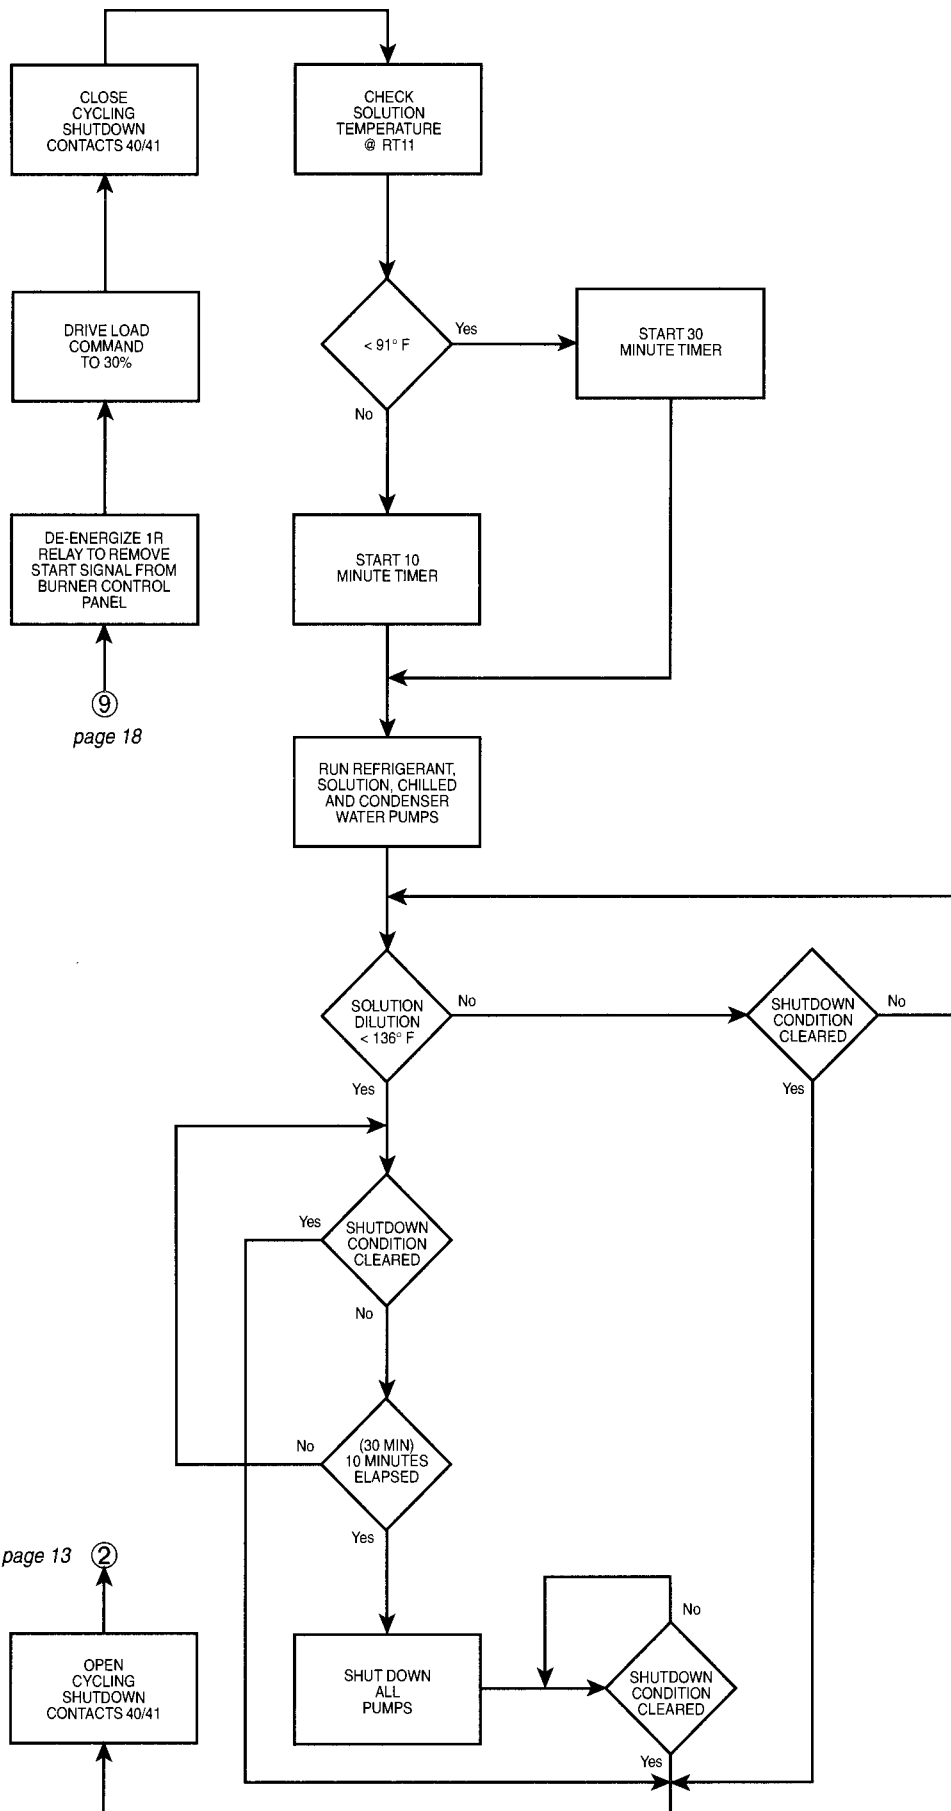 CLOSE
CYCLING
SHUTDOWN
CONTACTS 40/41
CHECK
SOLUTION
TEMPERATURE
@ RT11
DRIVE LOAD
COMMAND
TO 30%
< 91° F
Yes
No
START 30
MINUTE TIMER
DE-ENERGIZE 1R
RELAY TO REMOVE
START SIGNAL FROM
BURNER CONTROL
PANEL
START 10
MINUTE TIMER
9
page 18
RUN REFRIGERANT,
SOLUTION, CHILLED
AND CONDENSER
WATER PUMPS
SOLUTION
DILUTION
< 136° F
No
Yes
SHUTDOWN
CONDITION
CLEARED
No
Yes
SHUTDOWN
CONDITION
CLEARED
Yes
No
(30 MIN)
10 MINUTES
ELAPSED
No
Yes
page 13 2
OPEN
CYCLING
SHUTDOWN
CONTACTS 40/41
SHUT DOWN
ALL
PUMPS
SHUTDOWN
CONDITION
CLEARED
No
Yes